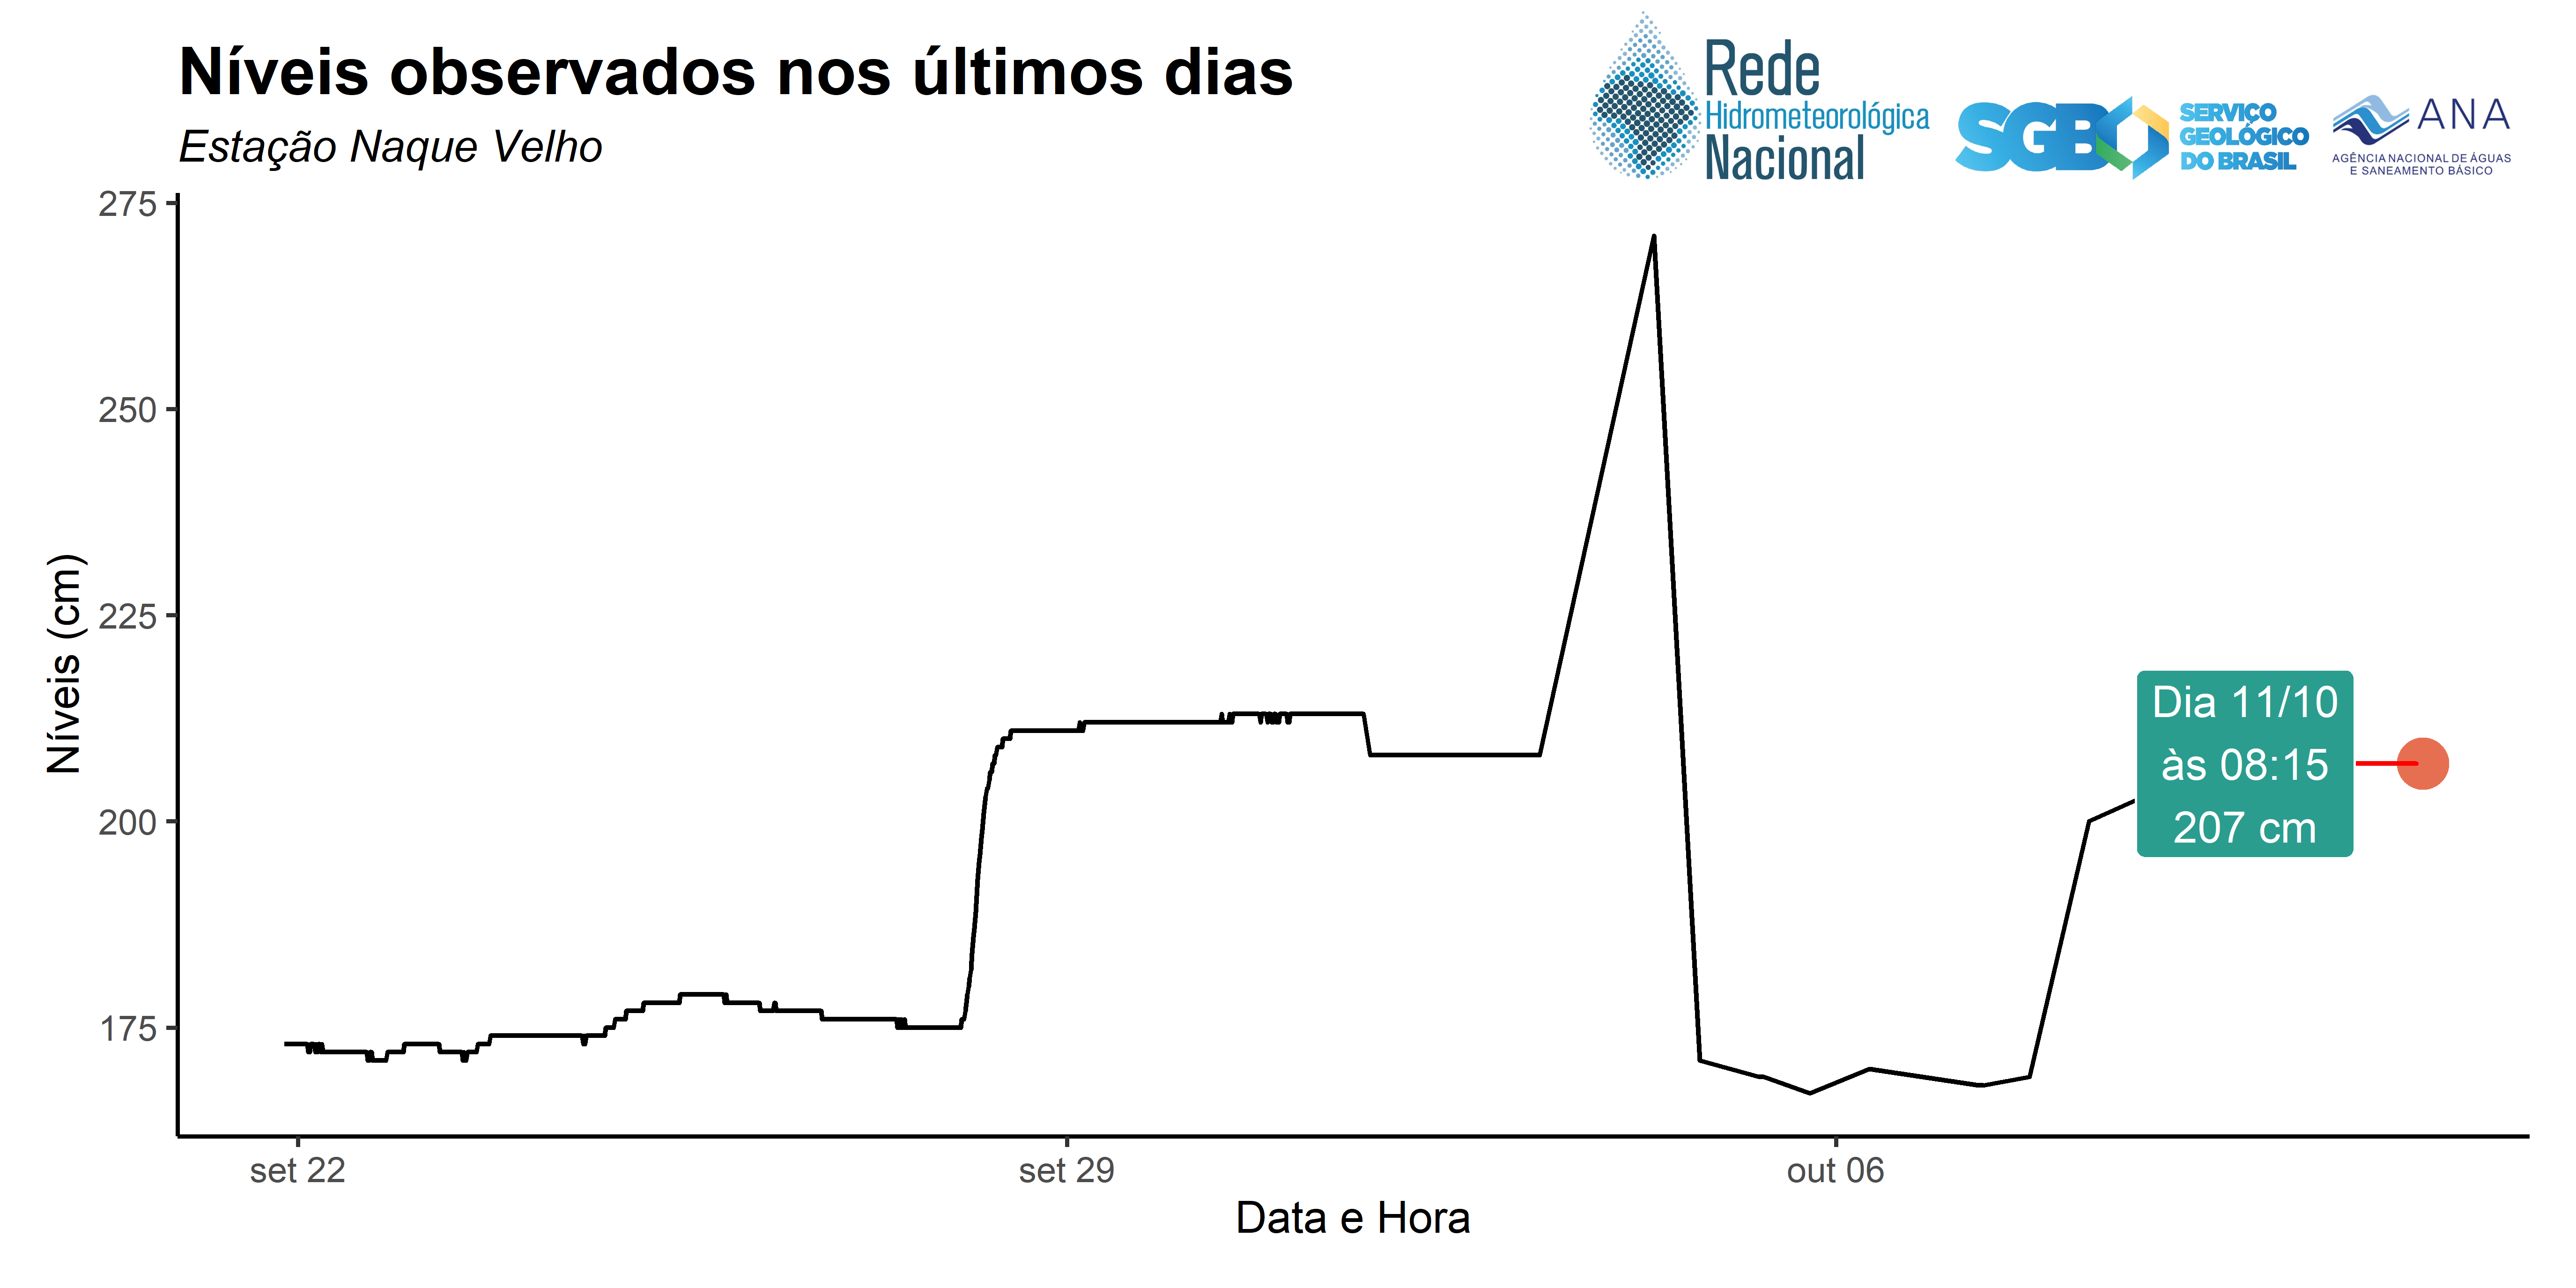 Níveis observados nos últimos dias
Estação Naque Velho
Rede
Hidrometeorológica
Nacional
SGB
SERVIÇO
GEOLÓGICO
DO BRASIL
ANA
AGÊNCIA NACIONAL DE ÁGUAS
E SANEAMENTO BÁSICO
275
250
225
200
175
Níveis (cm)
Dia 11/10
às 08:15
207 cm
set 22
set 29
out 06
Data e Hora